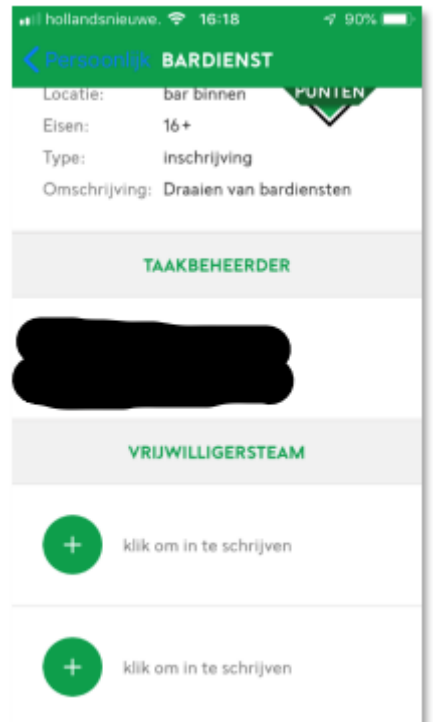 hollandsnieuwe. 16:18 90%
Persoonlijk BARDIENST
PUNTEN
Locatie: bar binnen
Eisen: 16+
Type: inschrijving
Omschrijving: Draaien van bardiensten
TAAKBEHEERDER
VRIJWILLIGERSTEAM
+ klik om in te schrijven
+ klik om in te schrijven